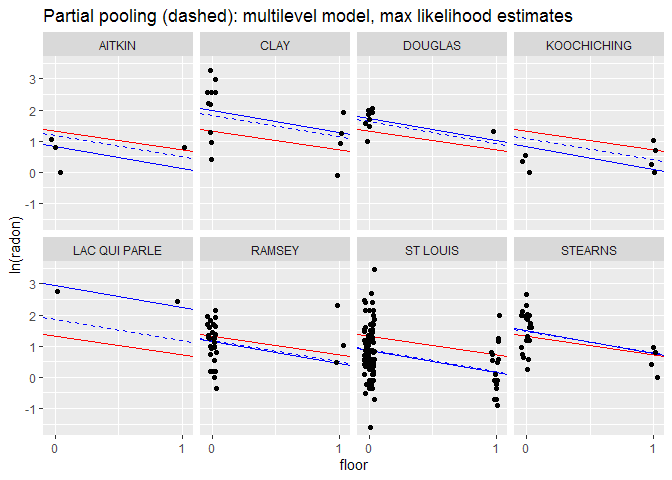 Partial pooling (dashed): multilevel model, max likelihood estimates
AITKIN CLAY DOUGLAS KOOCHICHING
3
2
1
0
-1
LAC QUI PARLE RAMSEY ST LOUIS STEARNS
3
2
1
0
-1
ln(radon)
0 1 0 1 0 1 0 1
floor